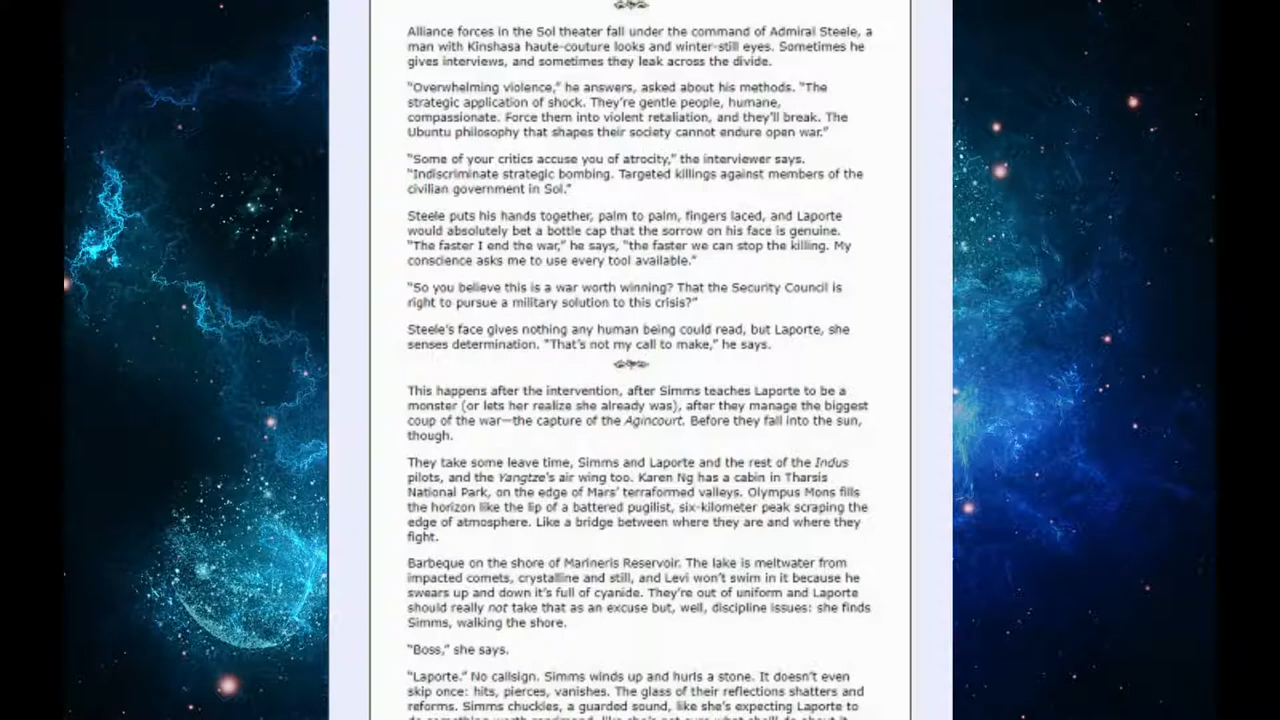 Alliance forces in the Sol theater fall under the command of Admiral Steele, a
man with Kinshasa haute-couture looks and winter-still eyes. Sometimes he
gives interviews, and sometimes they leak across the divide.
“Overwhelming violence,” he answers, asked about his methods. “The
strategic application of shock. They’re gentle people, humane,
compassionate. Force them into violent retaliation, and they’ll break. The
Ubuntu philosophy that shapes their society cannot endure open war.”
“Some of your critics accuse you of atrocity,” the interviewer says.
“Indiscriminate strategic bombing. Targeted killings against members of the
civilian government in Sol.”
Steele puts his hands together, palm to palm, fingers laced, and Laporte
would absolutely bet a bottle cap that the sorrow on his face is genuine.
“The faster I end the war,” he says, “the faster we can stop the killing. My
conscience asks me to use every tool available.”
“So you believe this is a war worth winning? That the Security Council is
right to pursue a military solution to this crisis?”
Steele’s face gives nothing any human being could read, but Laporte, she
senses determination. “That’s not my call to make,” he says.
This happens after the intervention, after Simms teaches Laporte to be a
monster (or lets her realize she already was), after they manage the biggest
coup of the war—the capture of the Agincourt. Before they fall into the sun,
though.
They take some leave time, Simms and Laporte and the rest of the Indus
pilots, and the Yangtze’s air wing too. Karen Ng has a cabin in Tharsis
National Park, on the edge of Mars’ terraformed valleys. Olympus Mons fills
the horizon like the lip of a battered pugilist, six-kilometer peak scraping the
edge of atmosphere. Like a bridge between where they are and where they
fight.
Barbeque on the shore of Marineris Reservoir. The lake is meltwater from
impacted comets, crystalline and still, and Levi won’t swim in it because he
swears up and down it’s full of cyanide. They’re out of uniform and Laporte
should really not take that as an excuse but, well, discipline issues: she finds
Simms, walking the shore.
“Boss,” she says.
“Laporte.” No callsign. Simms winds up and hurls a stone. It doesn’t even
skip once: hits, pierces, vanishes. The glass of their reflections shatters and
reforms. Simms chuckles, a guarded sound, like she’s expecting Laporte to